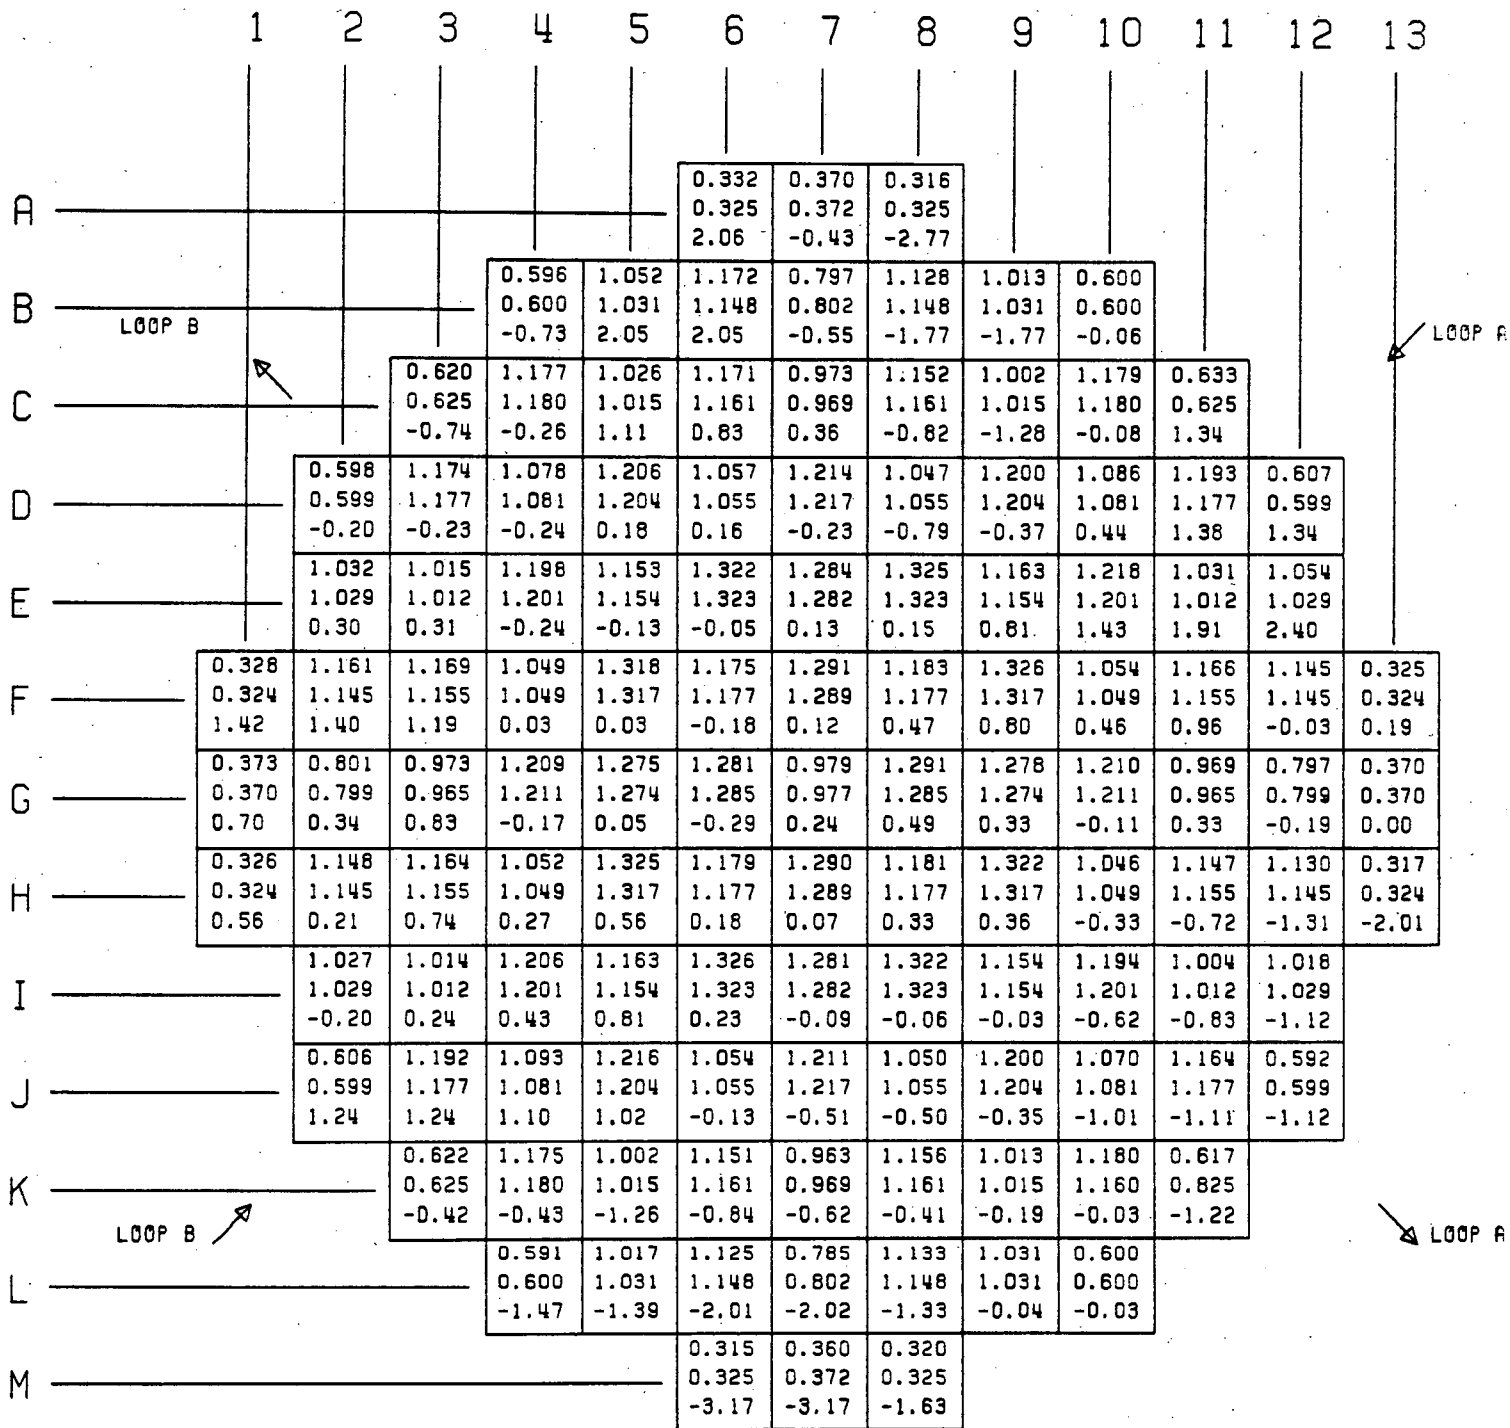 1 2 3 4 5 6 7 8 9 10 11 12 13
0.332 0.370 0.316
A 0.325 0.372 0.325
2.06 -0.43 -2.77
0.596 1.052 1.172 0.797 1.128 1.013 0.600
B 0.600 1.031 1.148 0.802 1.148 1.031 0.600
LOOP B -0.73 2.05 2.05 -0.55 -1.77 -1.77 -0.06 LOOP A
0.620 1.177 1.026 1.171 0.973 1.152 1.002 1.179 0.633
C 0.625 1.180 1.015 1.161 0.969 1.161 1.015 1.180 0.625
-0.74 -0.26 1.11 0.83 0.36 -0.82 -1.28 -0.08 1.34
0.598 1.174 1.078 1.206 1.057 1.214 1.047 1.200 1.086 1.193 0.607
D 0.599 1.177 1.081 1.204 1.055 1.217 1.055 1.204 1.081 1.177 0.599
-0.20 -0.23 -0.24 0.18 0.16 -0.23 -0.79 -0.37 0.44 1.38 1.34
1.032 1.015 1.198 1.153 1.322 1.284 1.325 1.163 1.218 1.031 1.054
E 1.029 1.012 1.201 1.154 1.323 1.282 1.323 1.154 1.201 1.012 1.029
0.30 0.31 -0.24 -0.13 -0.05 0.13 0.15 0.81 1.43 1.91 2.40
0.328 1.161 1.169 1.049 1.318 1.175 1.291 1.183 1.326 1.054 1.166 1.145 0.325
F 0.324 1.145 1.155 1.049 1.317 1.177 1.289 1.177 1.317 1.049 1.155 1.145 0.324
1.42 1.40 1.19 0.03 0.03 -0.18 0.12 0.47 0.80 0.46 0.96 -0.03 0.19
0.373 0.801 0.973 1.209 1.275 1.281 0.979 1.291 1.278 1.210 0.969 0.797 0.370
G 0.370 0.799 0.965 1.211 1.274 1.285 0.977 1.285 1.274 1.211 0.965 0.799 0.370
0.70 0.34 0.83 -0.17 0.05 -0.29 0.24 0.49 0.33 -0.11 0.33 -0.19 0.00
0.326 1.148 1.164 1.052 1.325 1.179 1.290 1.181 1.322 1.046 1.147 1.130 0.317
H 0.324 1.145 1.155 1.049 1.317 1.177 1.289 1.177 1.317 1.049 1.155 1.145 0.324
0.56 0.21 0.74 0.27 0.56 0.18 0.07 0.33 0.36 -0.33 -0.72 -1.31 -2.01
1.027 1.014 1.206 1.163 1.326 1.281 1.322 1.154 1.194 1.004 1.018
I 1.029 1.012 1.201 1.154 1.323 1.282 1.323 1.154 1.201 1.012 1.029
-0.20 0.24 0.43 0.81 0.23 -0.09 -0.06 -0.03 -0.62 -0.83 -1.12
0.606 1.192 1.093 1.216 1.054 1.211 1.050 1.200 1.070 1.164 0.592
J 0.599 1.177 1.081 1.204 1.055 1.217 1.055 1.204 1.081 1.177 0.599
1.24 1.24 1.10 1.02 -0.13 -0.51 -0.50 -0.35 -1.01 -1.11 -1.12
0.622 1.175 1.002 1.151 0.963 1.156 1.013 1.180 0.617
K 0.625 1.180 1.015 1.161 0.969 1.161 1.015 1.160 0.825
-0.42 -0.43 -1.26 -0.84 -0.62 -0.41 -0.19 -0.03 -1.22
LOOP B LOOP A
0.591 1.017 1.125 0.785 1.133 1.031 0.600
L 0.600 1.031 1.148 0.802 1.148 1.031 0.600
-1.47 -1.39 -2.01 -2.02 -1.33 -0.04 -0.03
0.315 0.360 0.320
M 0.325 0.372 0.325
-3.17 -3.17 -1.63